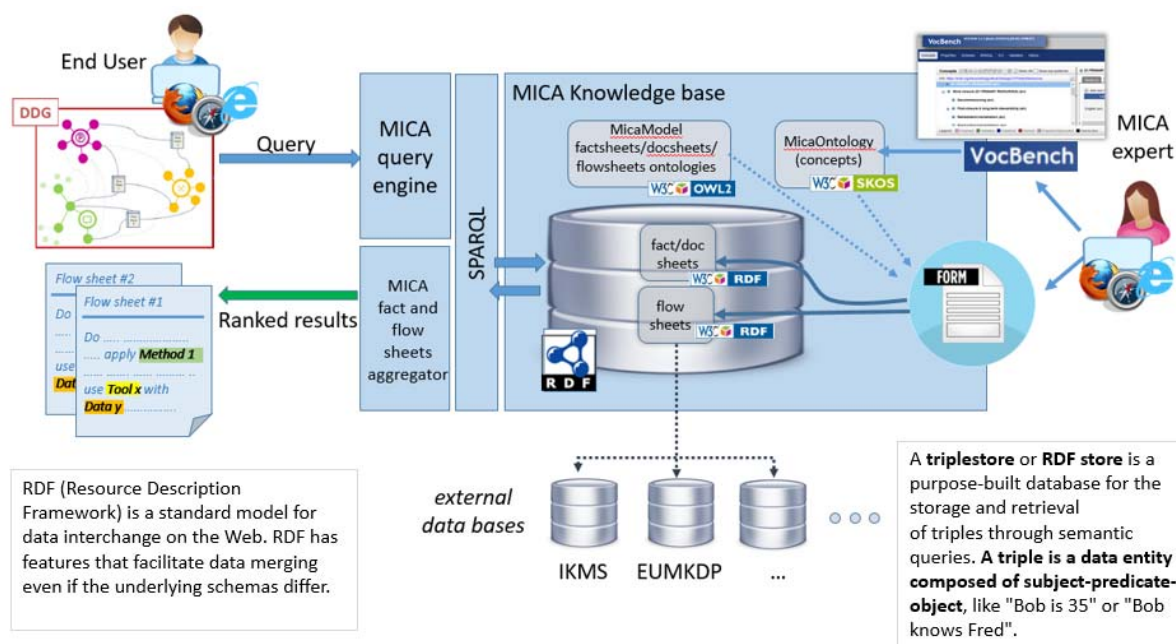 End User
DDG
Query
MICA
query
engine
SPARQL
MICA Knowledge base
MicaModel
factsheets/docsheets/
flowsheets ontologies
W3C OWL2
MicaOntology
(concepts)
W3C SKOS
VocBench
VocBench
MICA
expert
fact/doc
sheets
W3C RDF
flow
sheets
W3C RDF
RDF
FORM
Flow sheet #2
Do
.....
use
Dat
Flow sheet #1
Do .....
..... apply Method 1
use Tool x with
Data y
Ranked results
MICA
fact and
flow
sheets
aggregator
external
data bases
IKMS
EUMKDP
...
RDF (Resource Description
Framework) is a standard model for
data interchange on the Web. RDF has
features that facilitate data merging
even if the underlying schemas differ.
A triplestore or RDF store is a
purpose-built database for the
storage and retrieval
of triples through semantic
queries. A triple is a data entity
composed of subject-predicate-
object, like "Bob is 35" or "Bob
knows Fred".